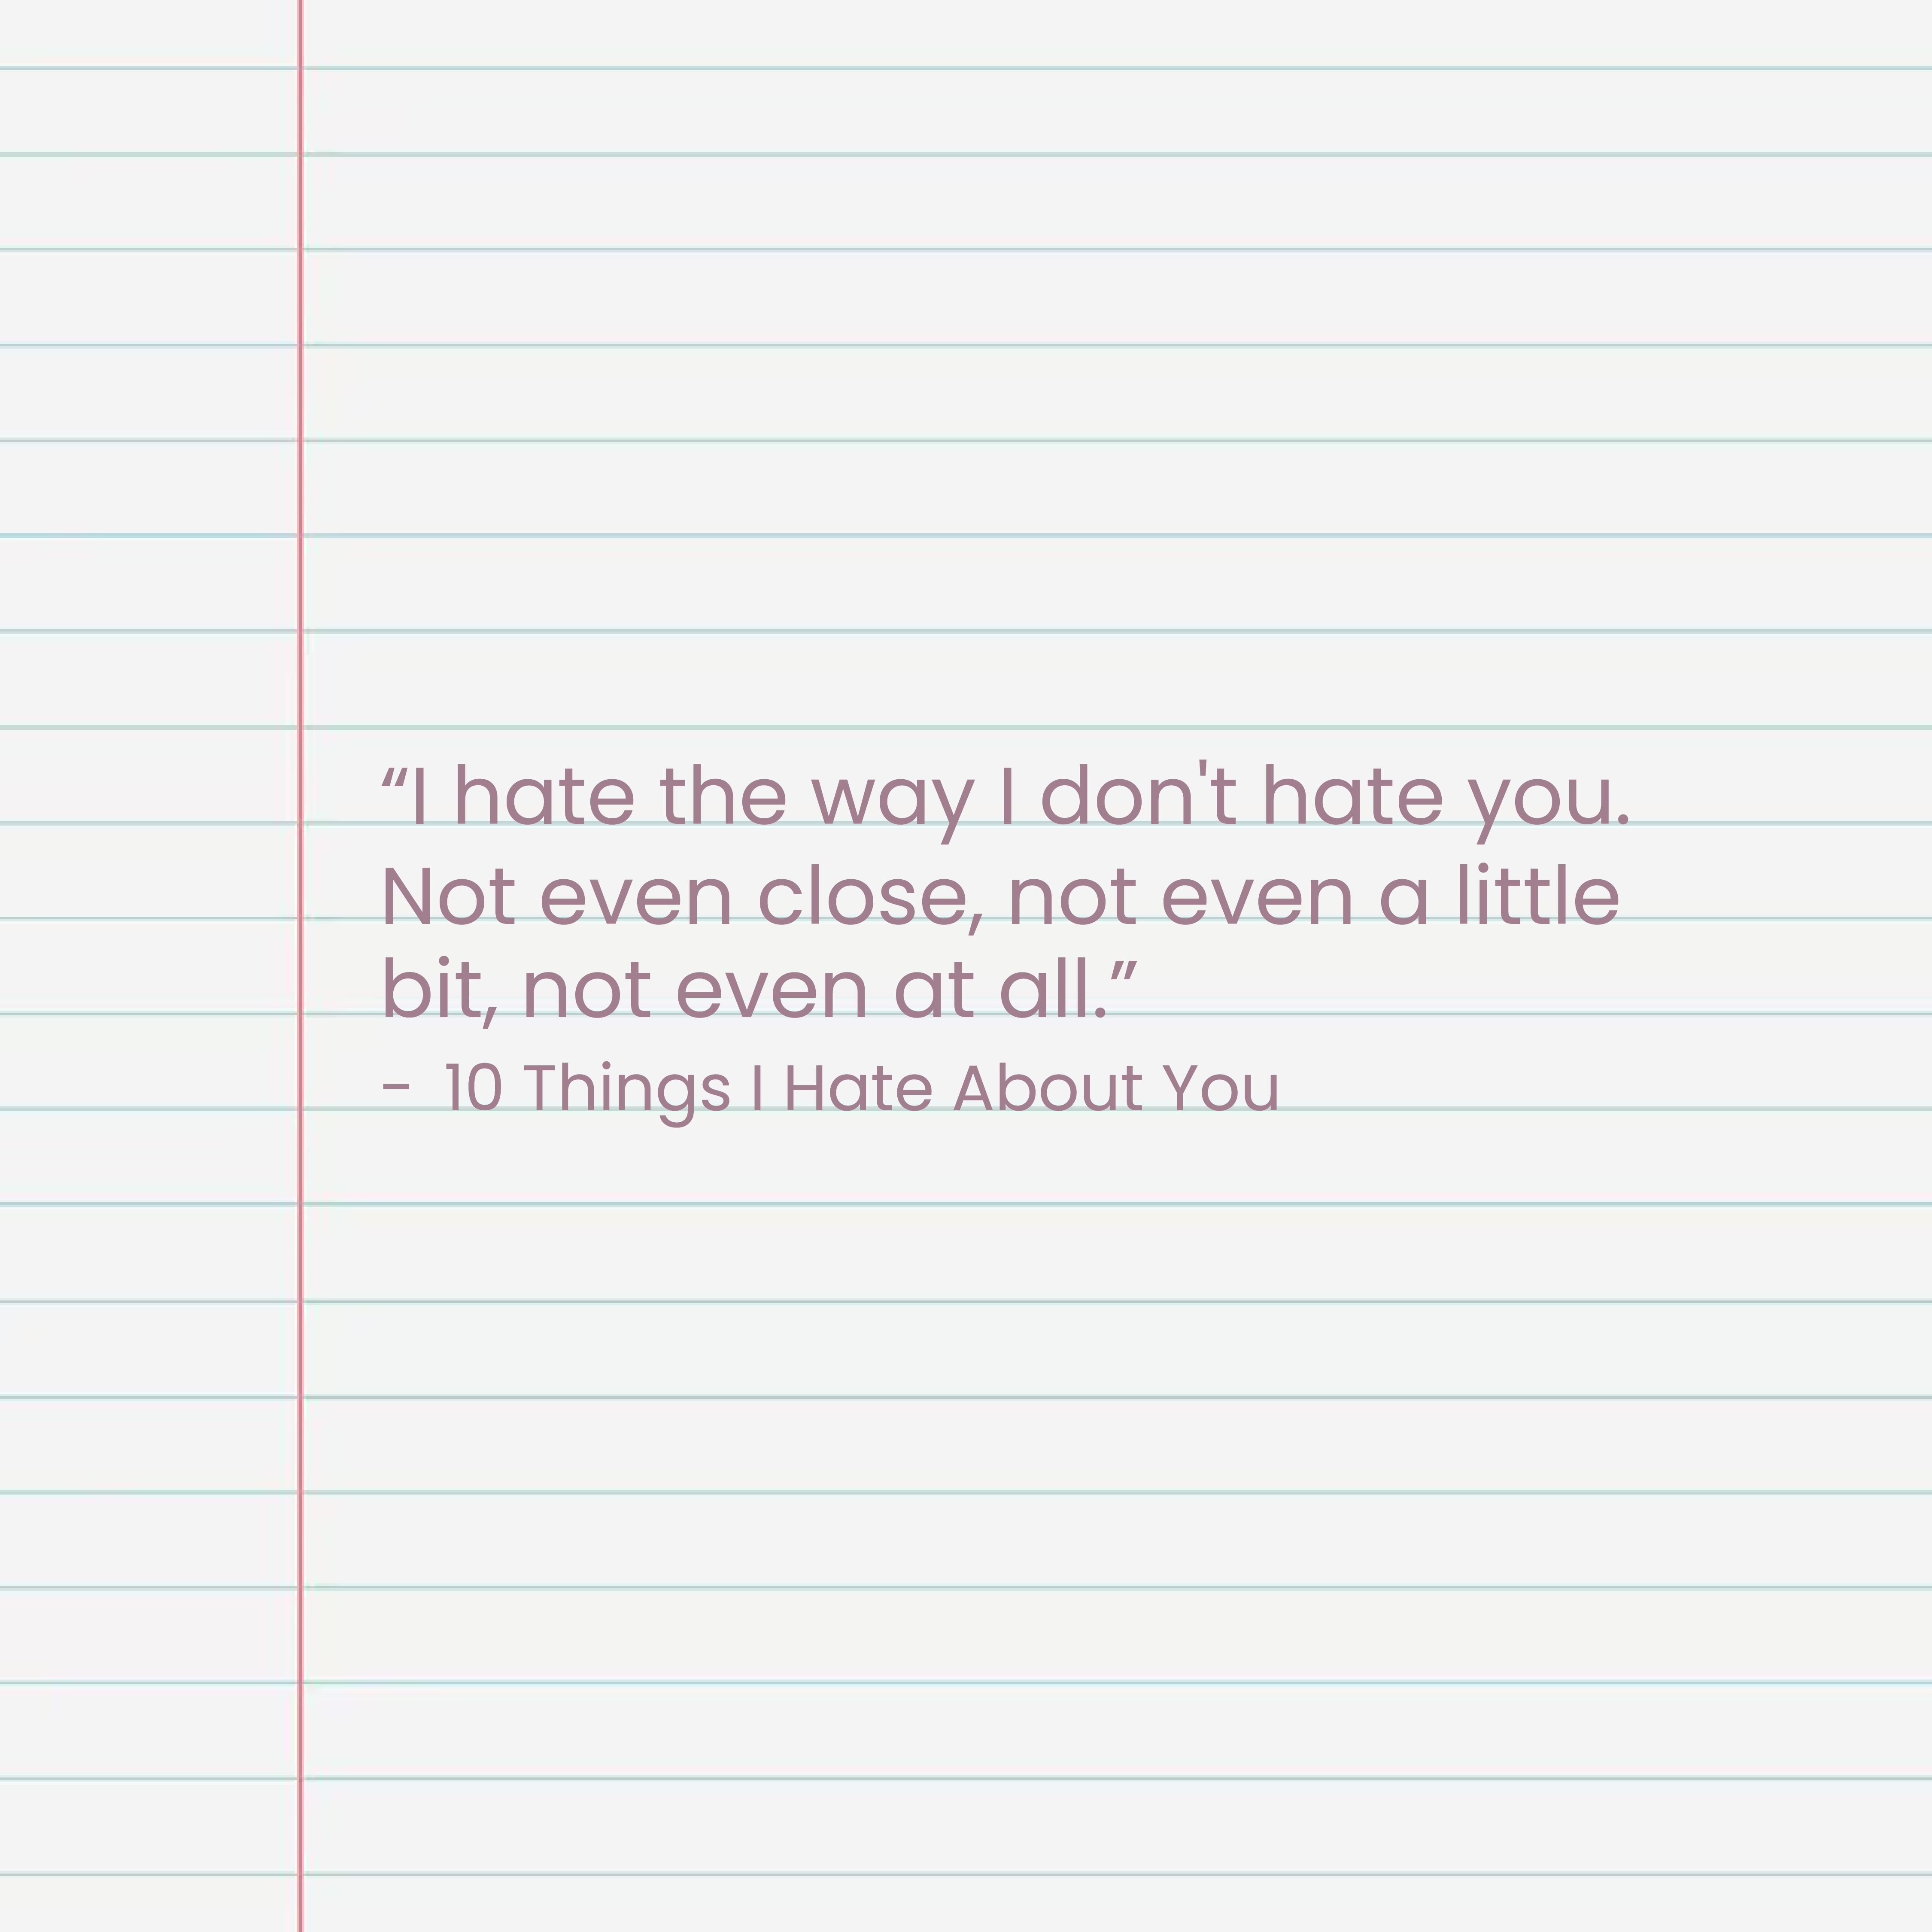 “I hate the way I don't hate you.
Not even close, not even a little
bit, not even at all.”
– 10 Things I Hate About You